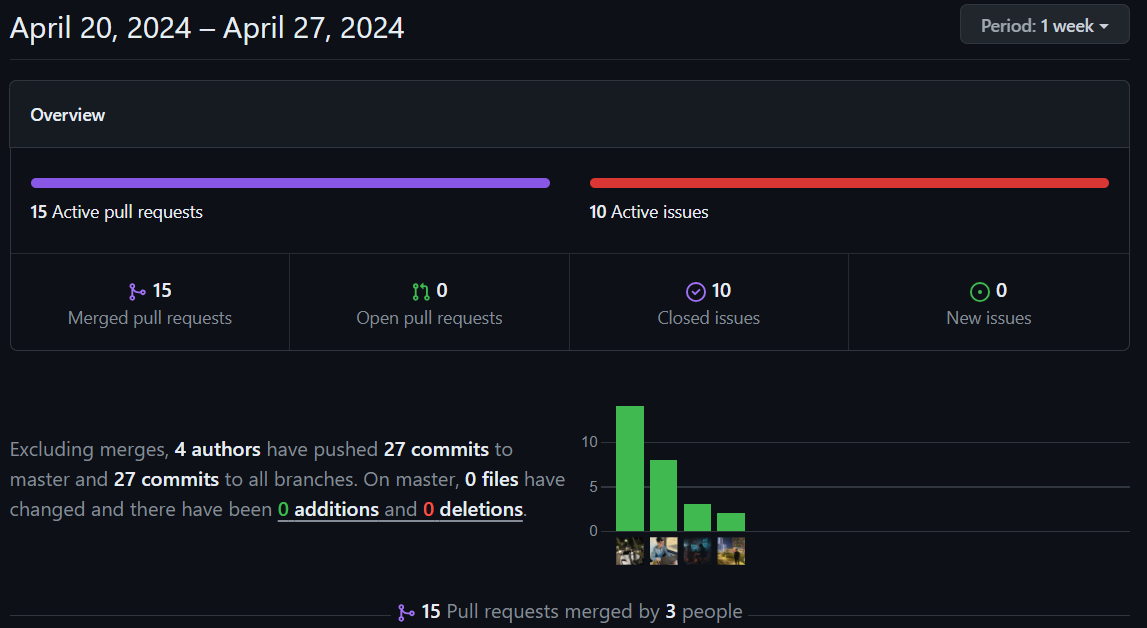 April 20, 2024 – April 27, 2024
Period: 1 week
Overview
15 Active pull requests
10 Active issues
15
Merged pull requests
0
Open pull requests
10
Closed issues
0
New issues
Excluding merges, 4 authors have pushed 27 commits to
master and 27 commits to all branches. On master, 0 files have
changed and there have been 0 additions and 0 deletions.
10
5
0
15 Pull requests merged by 3 people